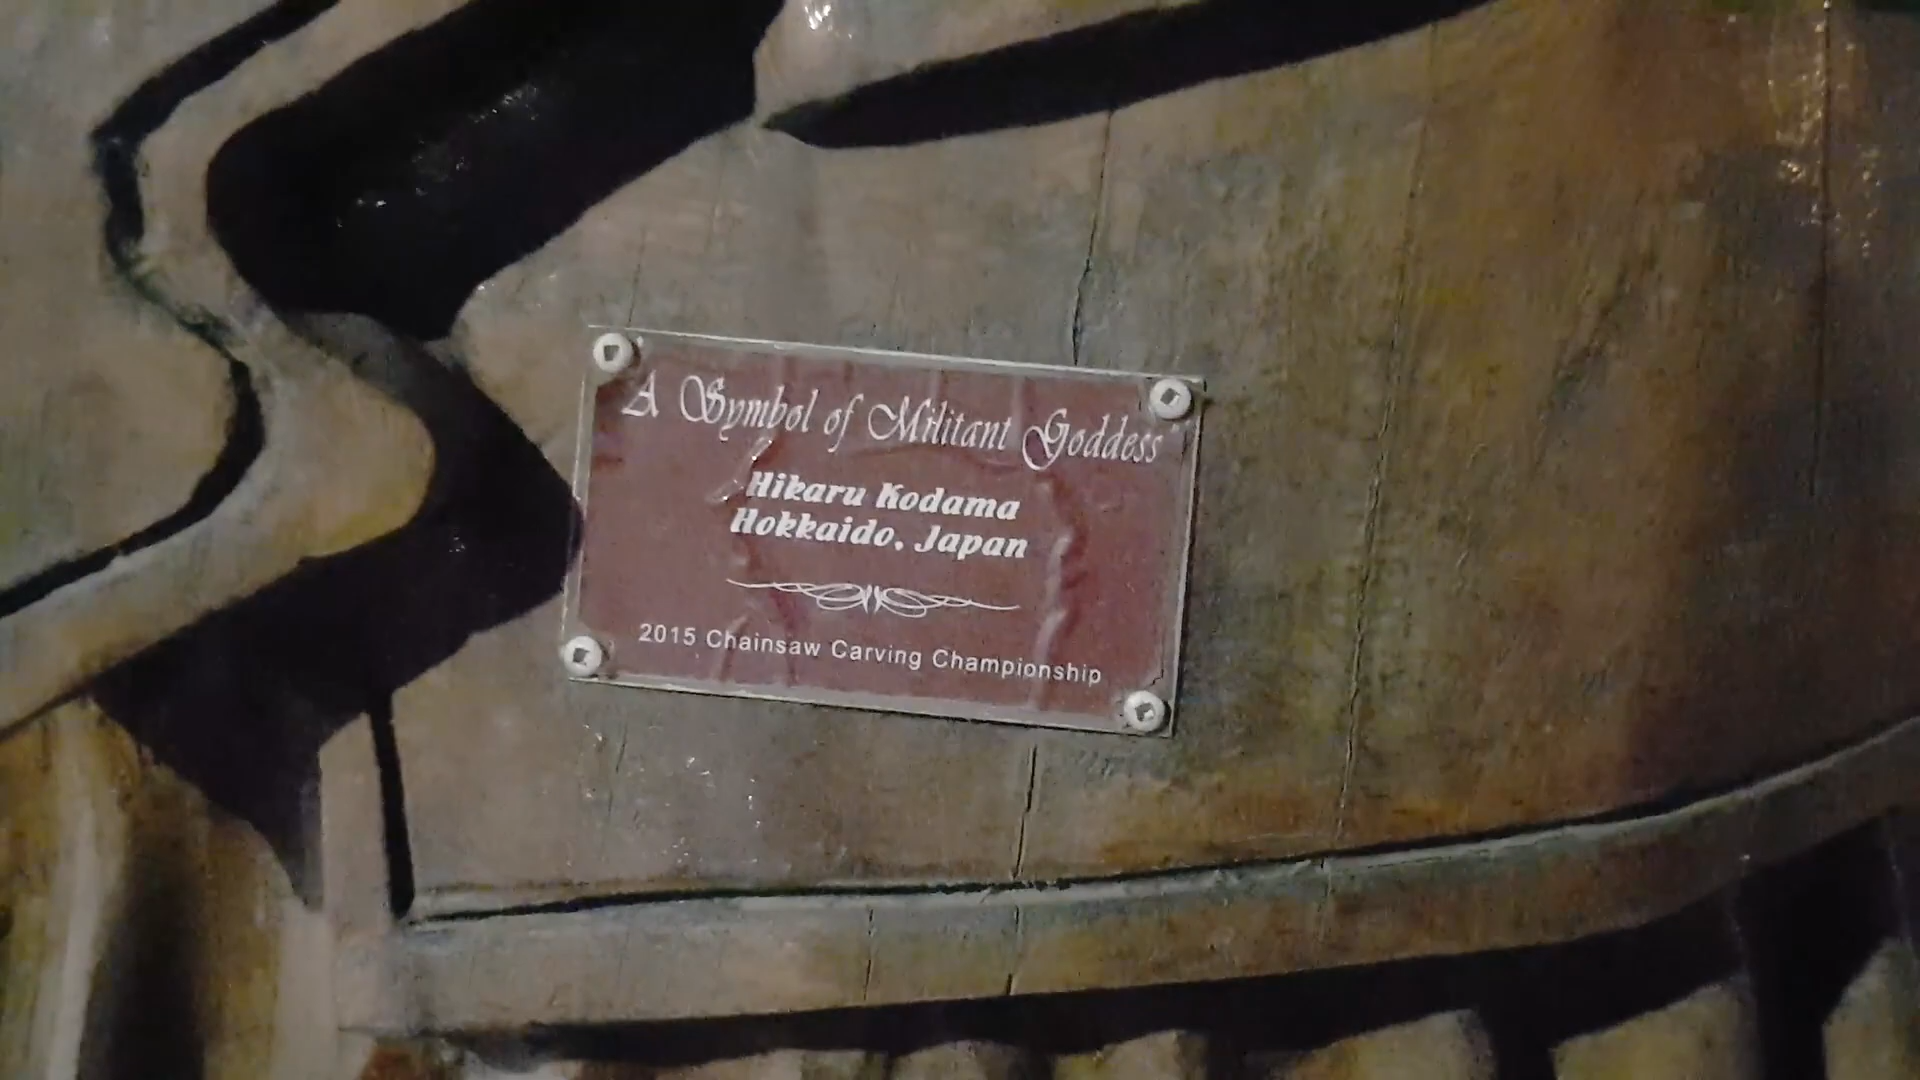 A Symbol of Militant Goddess
Hikaru Kodama
Hokkaido, Japan
2015 Chainsaw Carving Championship